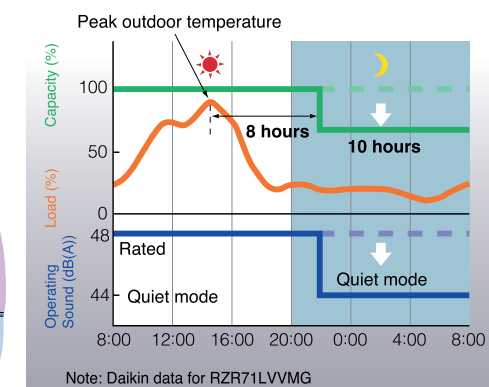 Peak outdoor temperature
Capacity (%)
100
8 hours
10 hours
50
Load (%)
0
48
Rated
Operating
Sound (dB(A))
Quiet mode
44
Quiet mode
8:00 12:00 16:00 20:00 0:00 4:00 8:00
Note: Daikin data for RZR71LVVMG